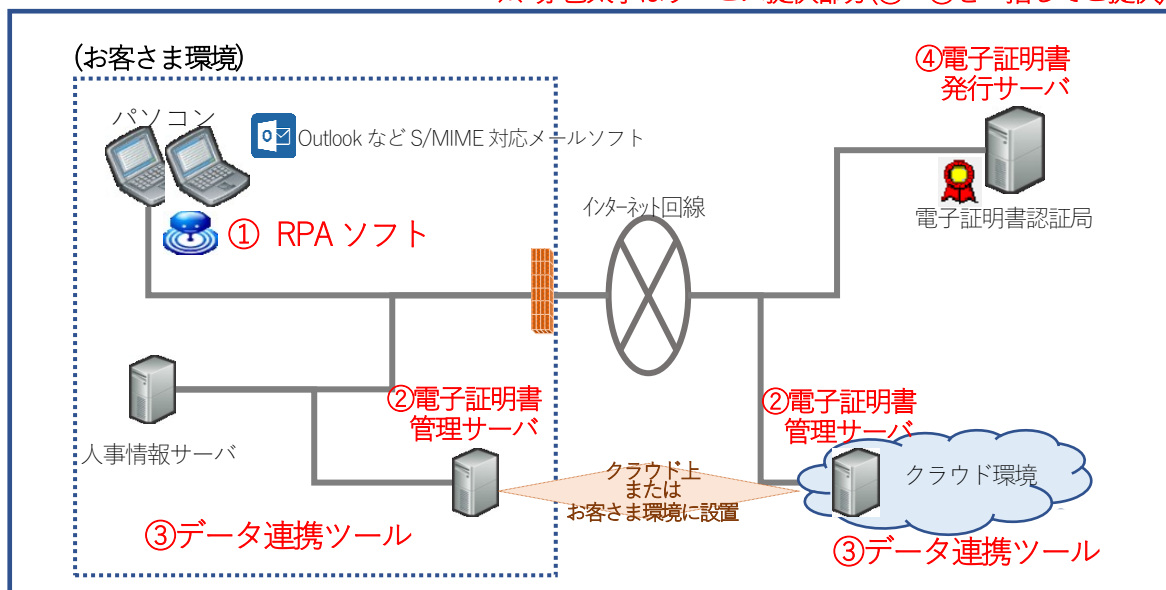 (お客さま環境)
パソコン
Outlook など S/MIME 対応メールソフト
① RPA ソフト
インターネット回線
④電子証明書
発行サーバ
電子証明書認証局
人事情報サーバ
②電子証明書
管理サーバ
③データ連携ツール
クラウド上
または
お客さま環境に設置
②電子証明書
管理サーバ
クラウド環境
③データ連携ツール